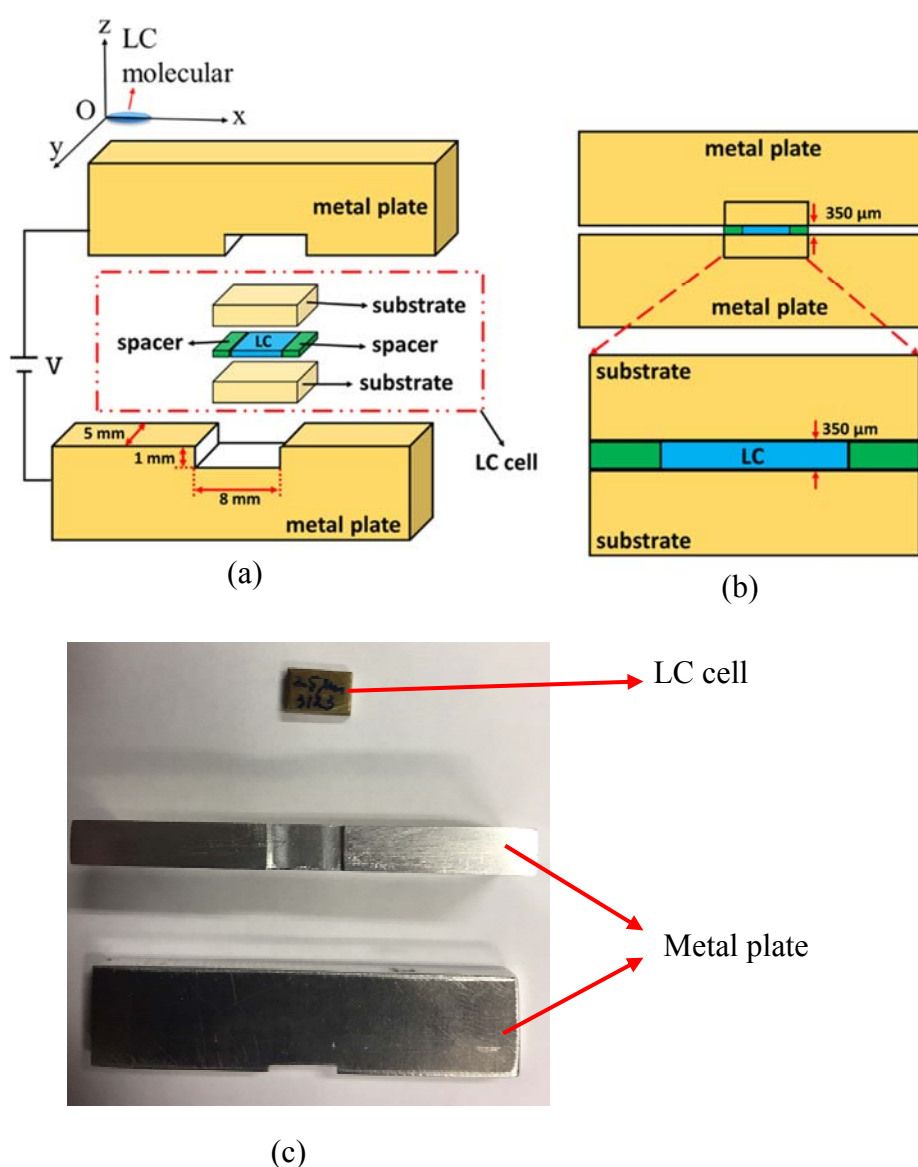 z
LC
molecular
O
x
y
metal plate
substrate
spacer
LC
spacer
substrate
V
5 mm
1 mm
8 mm
LC cell
metal plate
(a)
metal plate
350 μm
metal plate
substrate
350 μm
LC
substrate
(b)
LC cell
3123
Metal plate
(c)